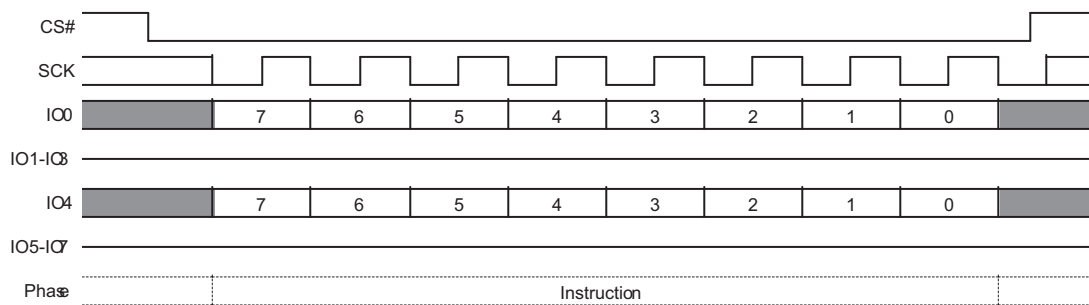 CS#
SCK
IO0 7 6 5 4 3 2 1 0
IO1-IO3
IO4 7 6 5 4 3 2 1 0
IO5-IO7
Phase Instruction